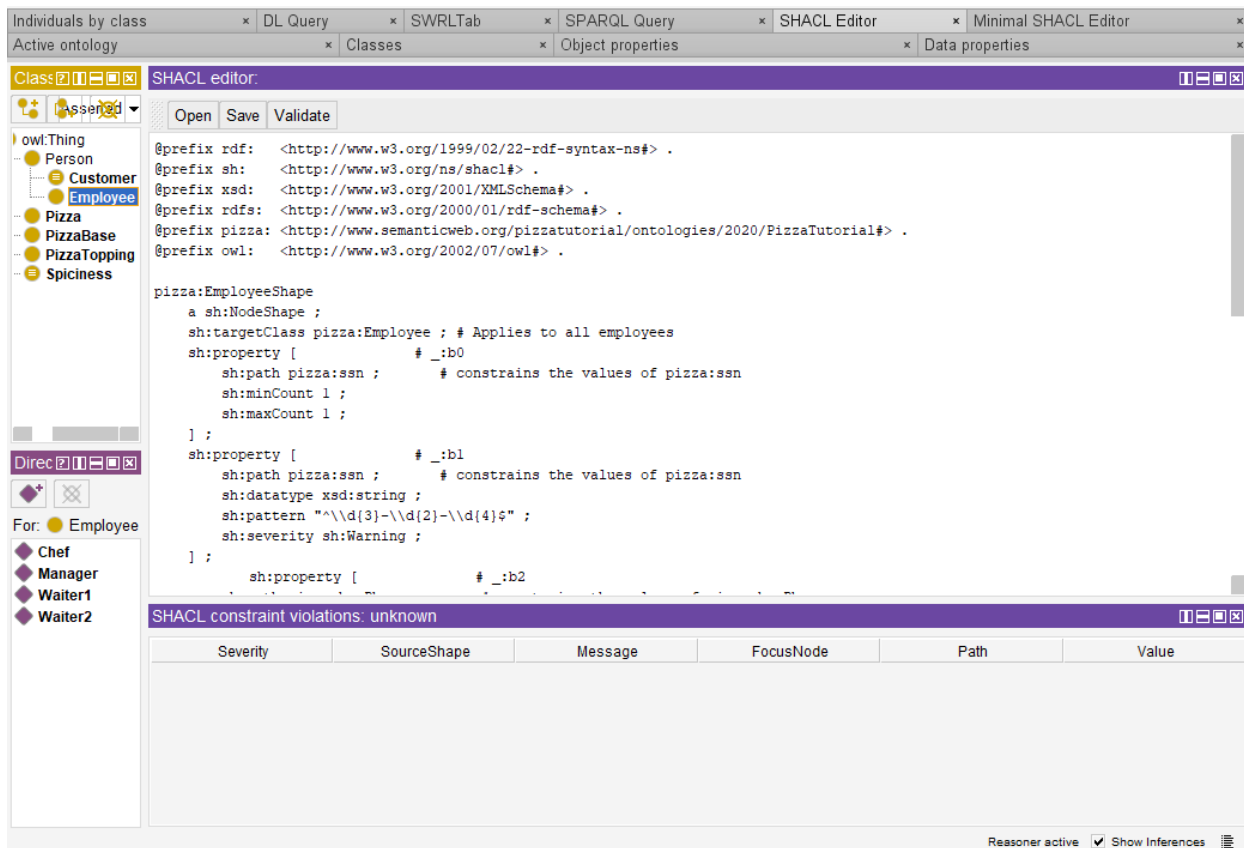 Individuals by class × DL Query × SWRLTab × SPARQL Query × SHACL Editor × Minimal SHACL Editor ×
Active ontology × Classes × Object properties × Data properties ×
Class
Asserted
owl:Thing
Person
Customer
Employee
Pizza
PizzaBase
PizzaTopping
Spiciness
Direc
For: Employee
Chef
Manager
Waiter1
Waiter2
SHACL editor:
Open Save Validate
@prefix rdf: <http://www.w3.org/1999/02/22-rdf-syntax-ns#> .
@prefix sh: <http://www.w3.org/ns/shacl#> .
@prefix xsd: <http://www.w3.org/2001/XMLSchema#> .
@prefix rdfs: <http://www.w3.org/2000/01/rdf-schema#> .
@prefix pizza: <http://www.semanticweb.org/pizzatutorial/ontologies/2020/PizzaTutorial#> .
@prefix owl: <http://www.w3.org/2002/07/owl#> .
pizza:EmployeeShape
a sh:NodeShape ;
sh:targetClass pizza:Employee ; # Applies to all employees
sh:property [ # _:b0
sh:path pizza:ssn ; # constrains the values of pizza:ssn
sh:minCount 1 ;
sh:maxCount 1 ;
] ;
sh:property [ # _:b1
sh:path pizza:ssn ; # constrains the values of pizza:ssn
sh:datatype xsd:string ;
sh:pattern "^\\d{3}-\\d{2}-\\d{4}$" ;
sh:severity sh:Warning ;
] ;
sh:property [ # _:b2
SHACL constraint violations: unknown
Severity SourceShape Message FocusNode Path Value
Reasoner active Show Inferences